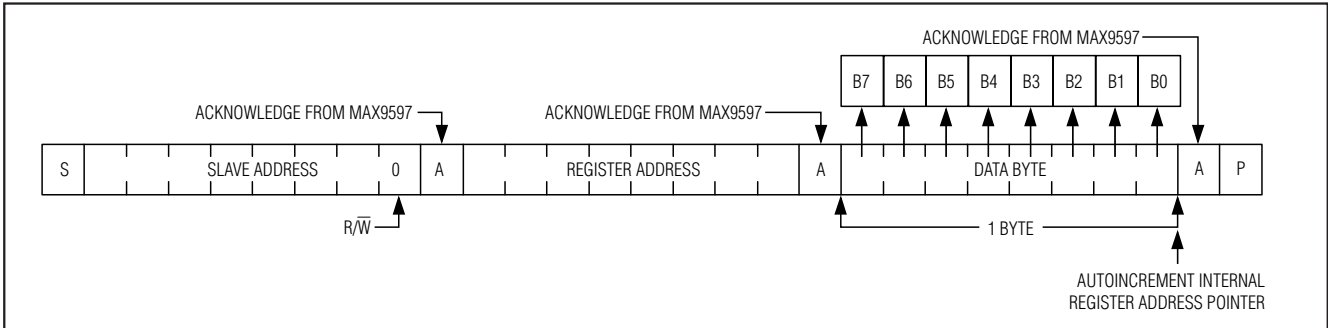 ACKNOWLEDGE FROM MAX9597
B7 B6 B5 B4 B3 B2 B1 B0
ACKNOWLEDGE FROM MAX9597 ACKNOWLEDGE FROM MAX9597
S SLAVE ADDRESS 0 A REGISTER ADDRESS A DATA BYTE A P
R/W̅ 1 BYTE
AUTOINCREMENT INTERNAL
REGISTER ADDRESS POINTER